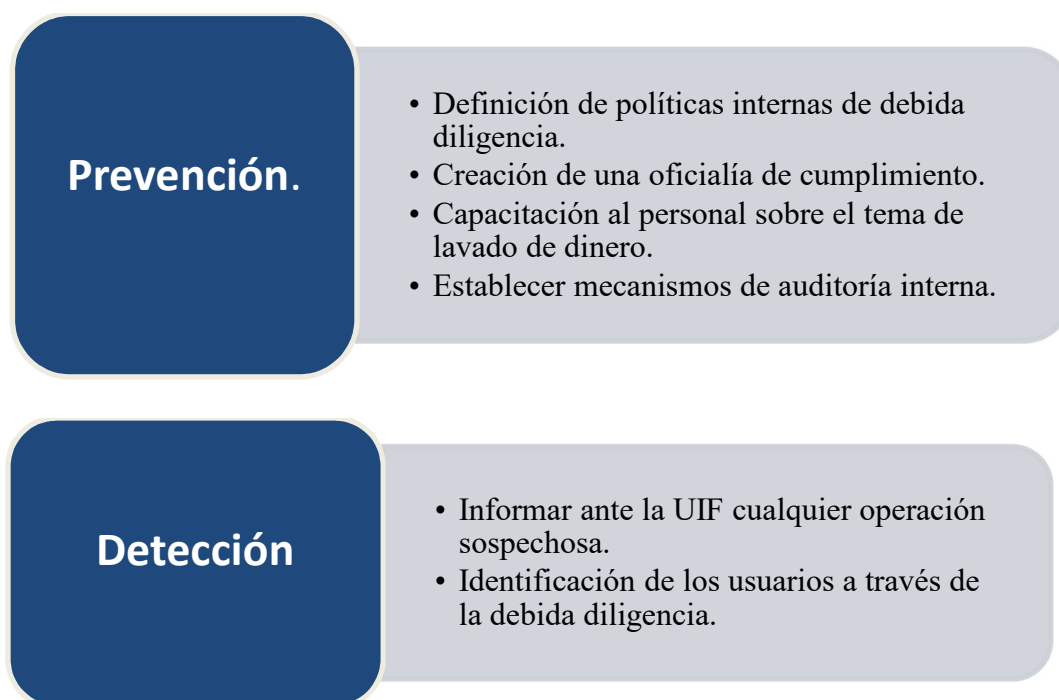 Prevención.
• Definición de políticas internas de debida
diligencia.
• Creación de una oficialía de cumplimiento.
• Capacitación al personal sobre el tema de
lavado de dinero.
• Establecer mecanismos de auditoría interna.
Detección
• Informar ante la UIF cualquier operación
sospechosa.
• Identificación de los usuarios a través de
la debida diligencia.